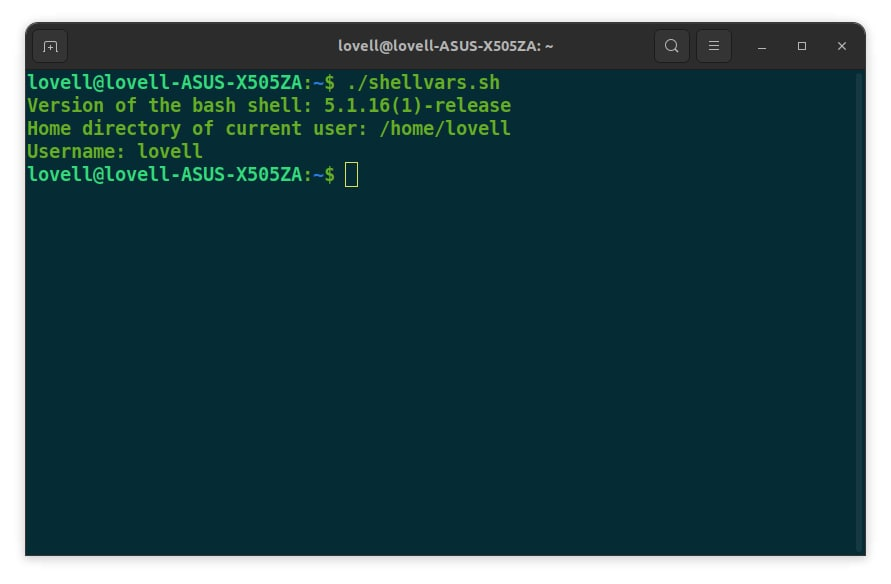 lovell@lovell-ASUS-X505ZA: ~
lovell@lovell-ASUS-X505ZA:~$ ./shellvars.sh
Version of the bash shell: 5.1.16(1)-release
Home directory of current user: /home/lovell
Username: lovell
lovell@lovell-ASUS-X505ZA:~$